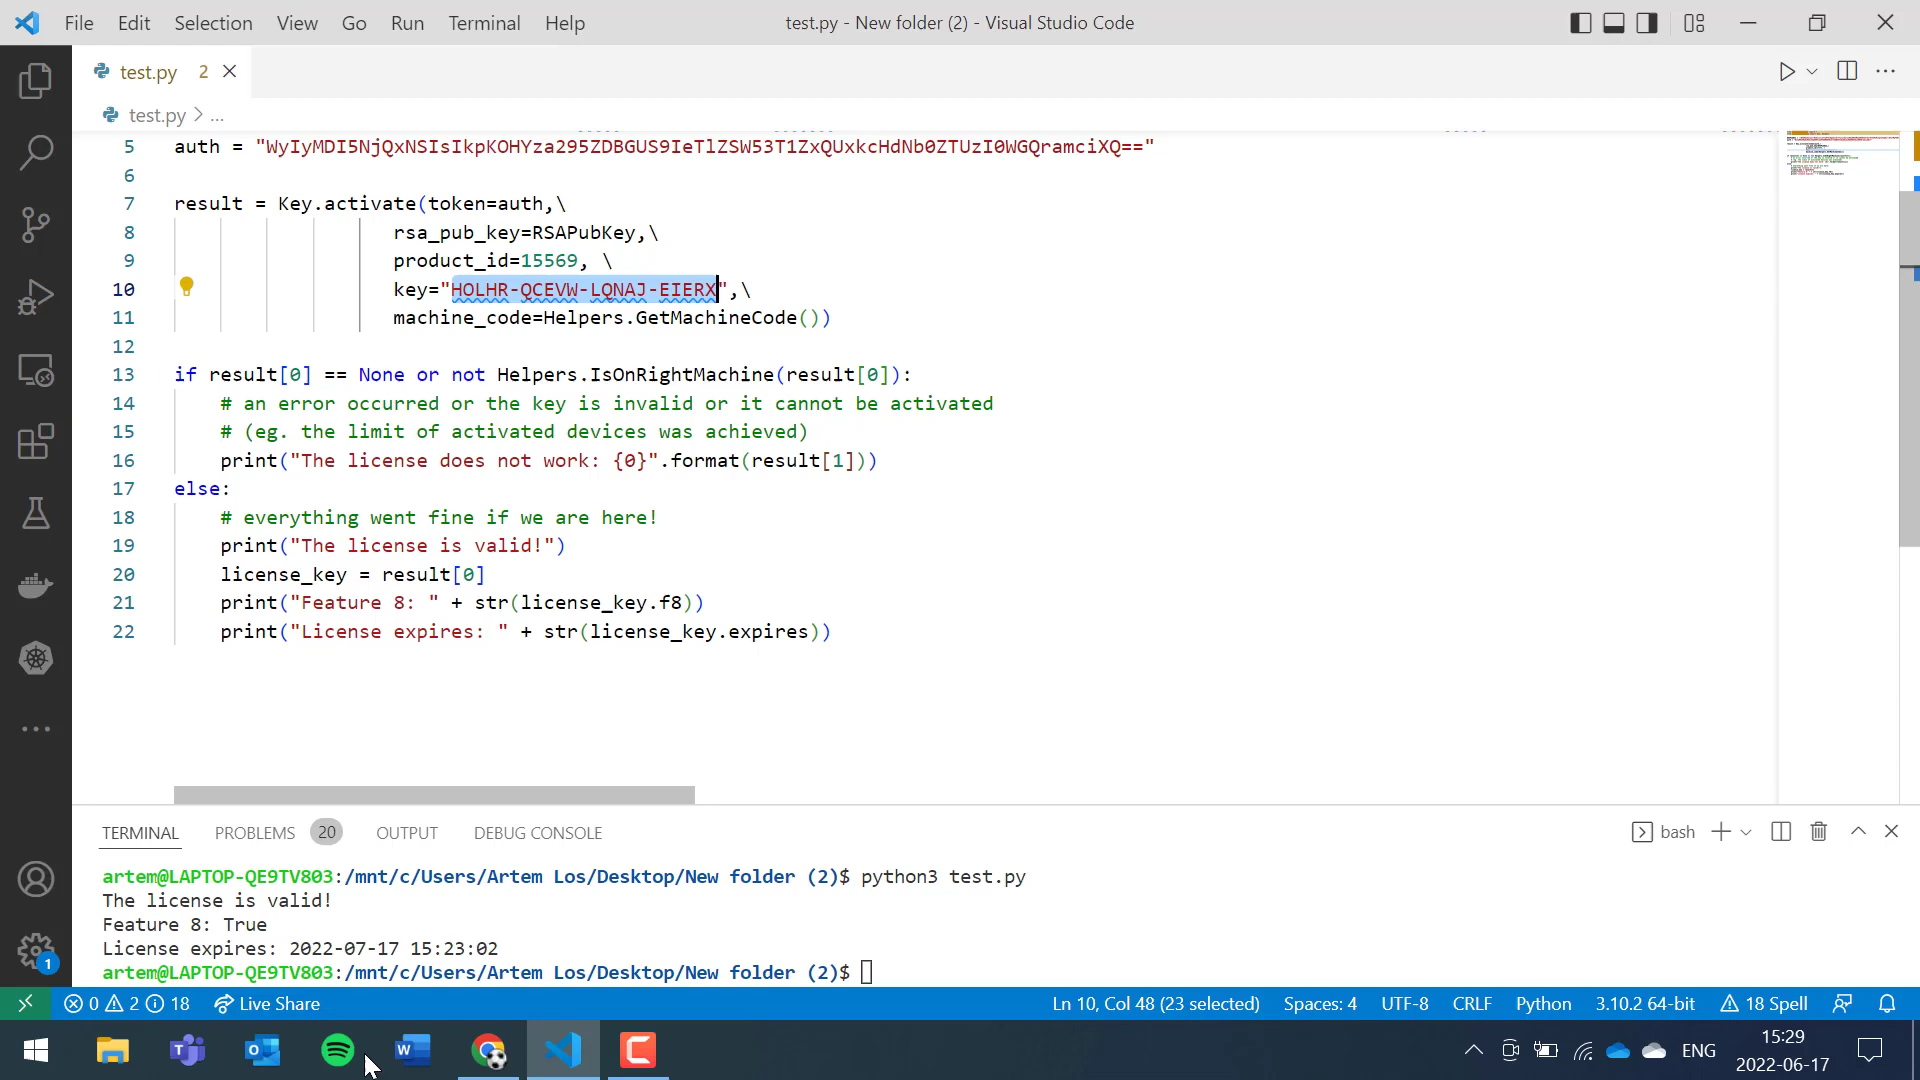 File Edit Selection View Go Run Terminal Help test.py - New folder (2) - Visual Studio Code
test.py 2
test.py > ...
5 auth = "WyIyMDI5NjQxNSIsIkpKOHYza295ZDBGUS9IeTlZSW53T1ZxQUxkcHdNb0ZTUzI0WGQramciXQ=="
6
7 result = Key.activate(token=auth,\
8 rsa_pub_key=RSAPubKey,\
9 product_id=15569, \
10 key="HOLHR-QCEVW-LQNAJ-EIERX",\
11 machine_code=Helpers.GetMachineCode())
12
13 if result[0] == None or not Helpers.IsOnRightMachine(result[0]):
14 # an error occurred or the key is invalid or it cannot be activated
15 # (eg. the limit of activated devices was achieved)
16 print("The license does not work: {0}".format(result[1]))
17 else:
18 # everything went fine if we are here!
19 print("The license is valid!")
20 license_key = result[0]
21 print("Feature 8: " + str(license_key.f8))
22 print("License expires: " + str(license_key.expires))
TERMINAL PROBLEMS 20 OUTPUT DEBUG CONSOLE bash
artem@LAPTOP-QE9TV803:/mnt/c/Users/Artem Los/Desktop/New folder (2)$ python3 test.py
The license is valid!
Feature 8: True
License expires: 2022-07-17 15:23:02
artem@LAPTOP-QE9TV803:/mnt/c/Users/Artem Los/Desktop/New folder (2)$
1
0 2 18 Live Share Ln 10, Col 48 (23 selected) Spaces: 4 UTF-8 CRLF Python 3.10.2 64-bit 18 Spell
ENG 15:29
2022-06-17